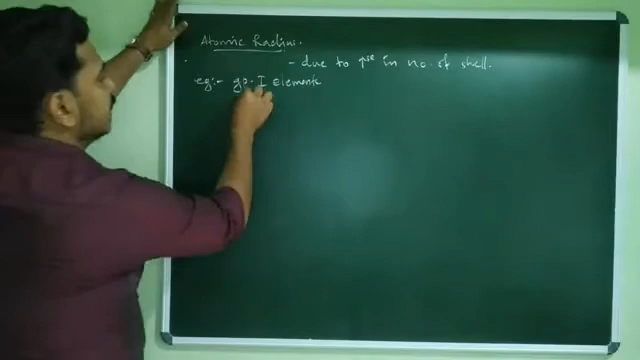 Atomic Radius.
- due to ↑se in no. of shell.
eg:- gp. I elements